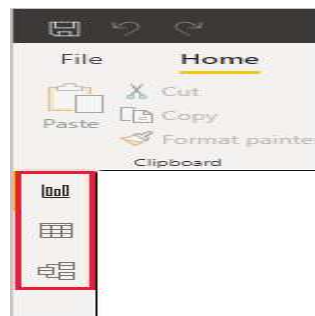 File Home
Cut
Copy
Paste
Format painte
Clipboard